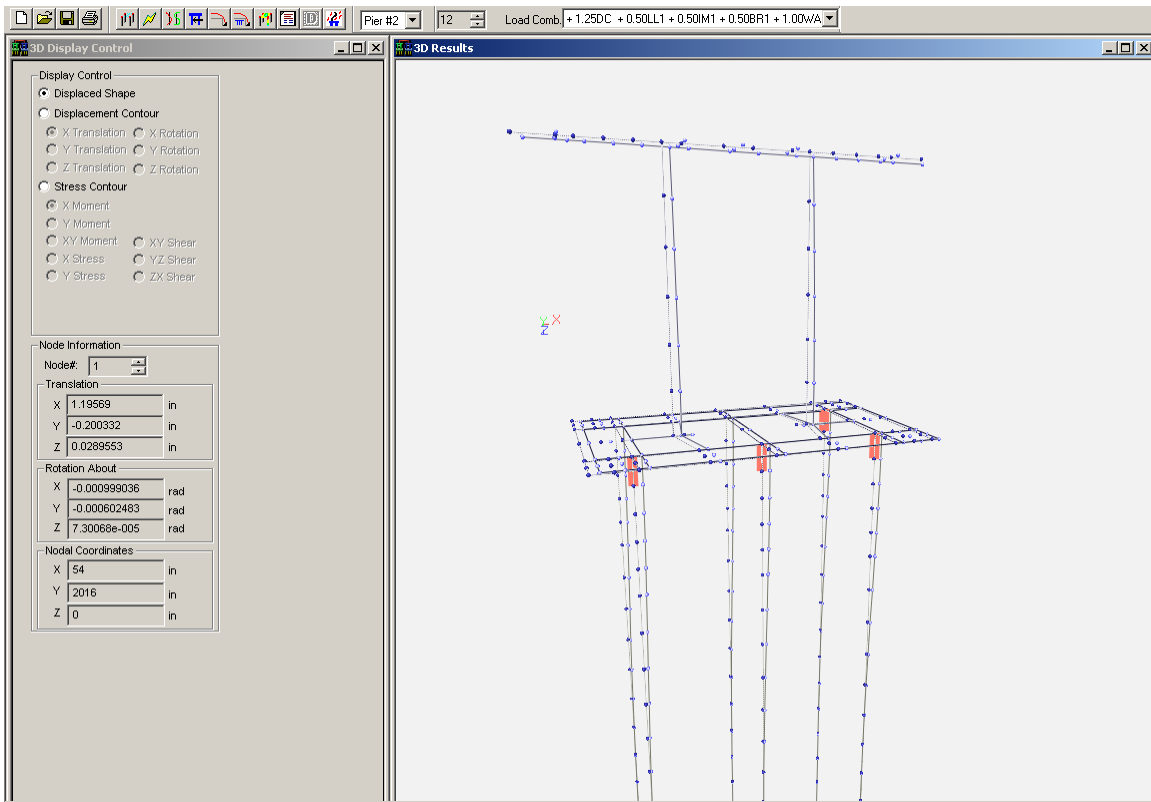 Pier #2
12
Load Comb. + 1.25DC + 0.50LL1 + 0.50IM1 + 0.50BR1 + 1.00WA
3D Display Control
3D Results
Display Control
Displaced Shape
Displacement Contour
X Translation X Rotation
Y Translation Y Rotation
Z Translation Z Rotation
Stress Contour
X Moment
Y Moment
XY Moment XY Shear
X Stress YZ Shear
Y Stress ZX Shear
Node Information
Node#: 1
Translation
X 1.19569 in
Y -0.200332 in
Z 0.0289553 in
Rotation About
X -0.000999036 rad
Y -0.000602483 rad
Z 7.30068e-005 rad
Nodal Coordinates
X 54 in
Y 2016 in
Z 0 in
Y X
Z